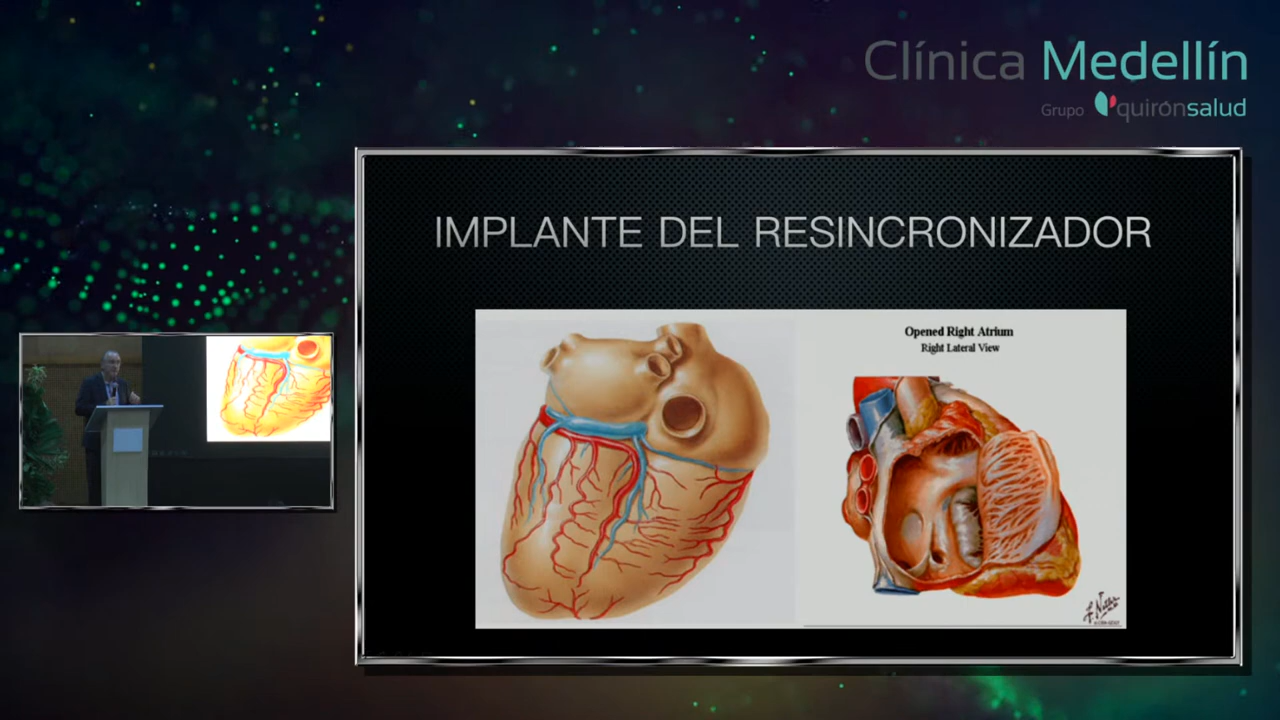 Clínica Medellín
Grupo quirónsalud
IMPLANTE DEL RESINCRONIZADOR
Opened Right Atrium
Right Lateral View